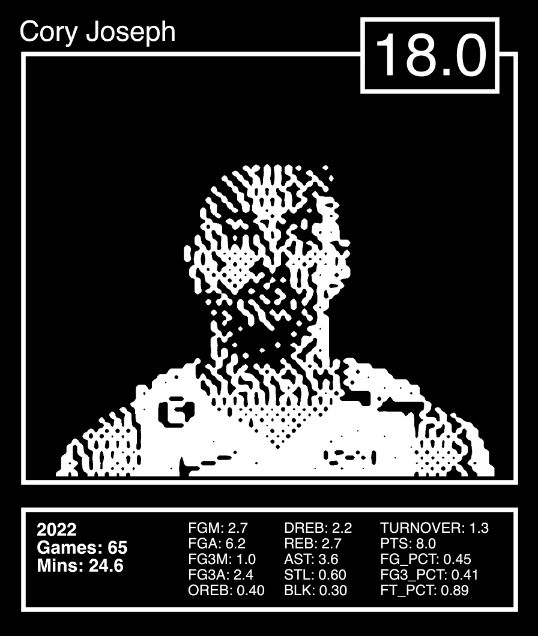 Cory Joseph
18.0
2022
Games: 65
Mins: 24.6
FGM: 2.7
FGA: 6.2
FG3M: 1.0
FG3A: 2.4
OREB: 0.40
DREB: 2.2
REB: 2.7
AST: 3.6
STL: 0.60
BLK: 0.30
TURNOVER: 1.3
PTS: 8.0
FG_PCT: 0.45
FG3_PCT: 0.41
FT_PCT: 0.89